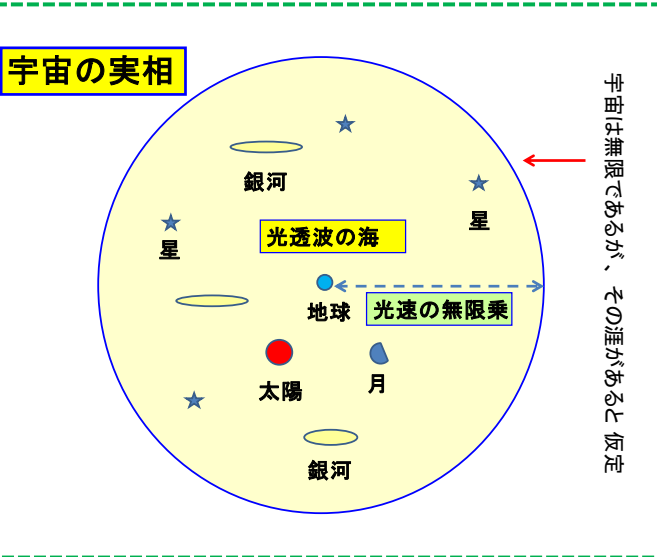 宇宙の実相
銀河
星
星
光透波の海
地球
光速の無限乗
太陽
月
銀河
宇宙は無限であるが、その涯があると仮定